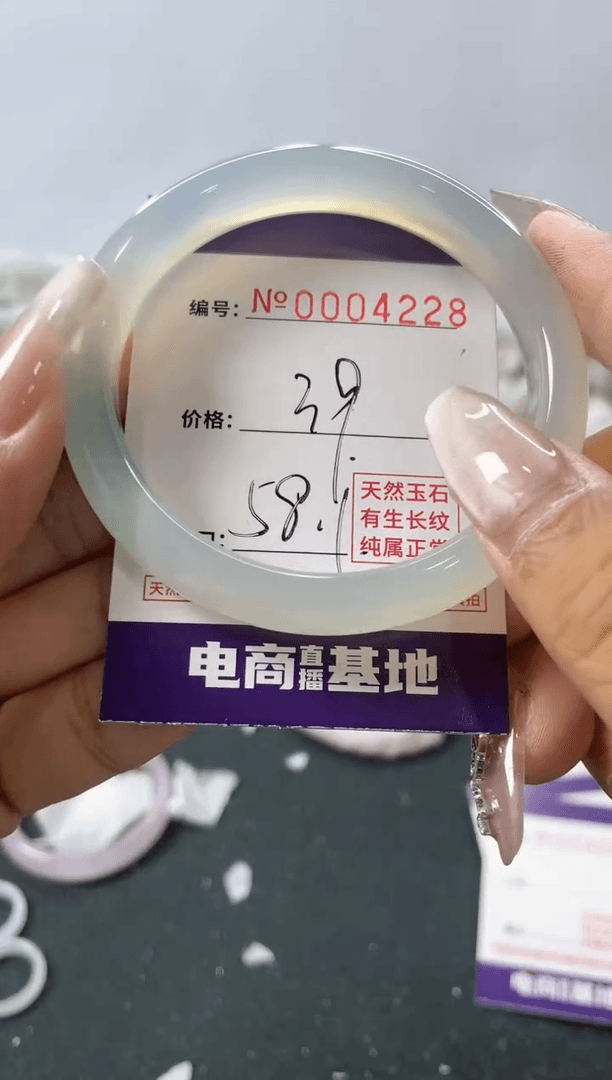 编号: №0004228
价格: 39
58.1
天然玉石
有生长纹
纯属正常
电商直播基地